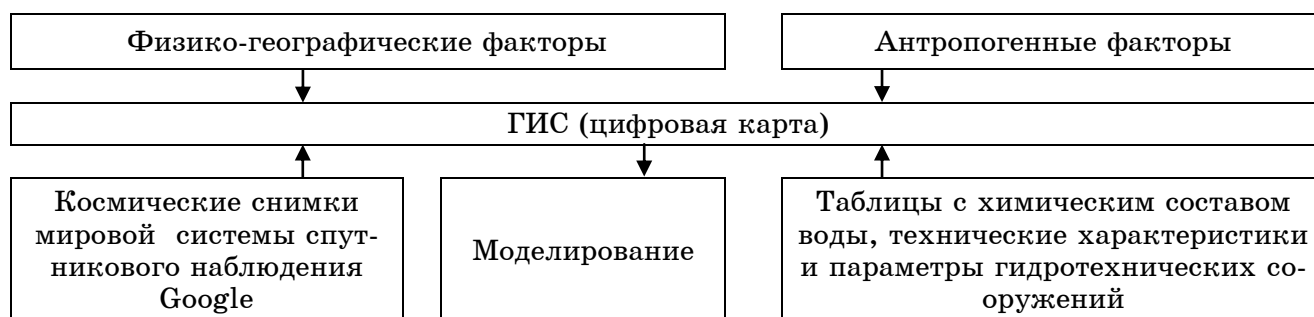 Физико-географические факторы
Антропогенные факторы
ГИС (цифровая карта)
Космические снимки
мировой системы спут-
никового наблюдения
Google
Моделирование
Таблицы с химическим составом
воды, технические характеристики
и параметры гидротехнических со-
оружений